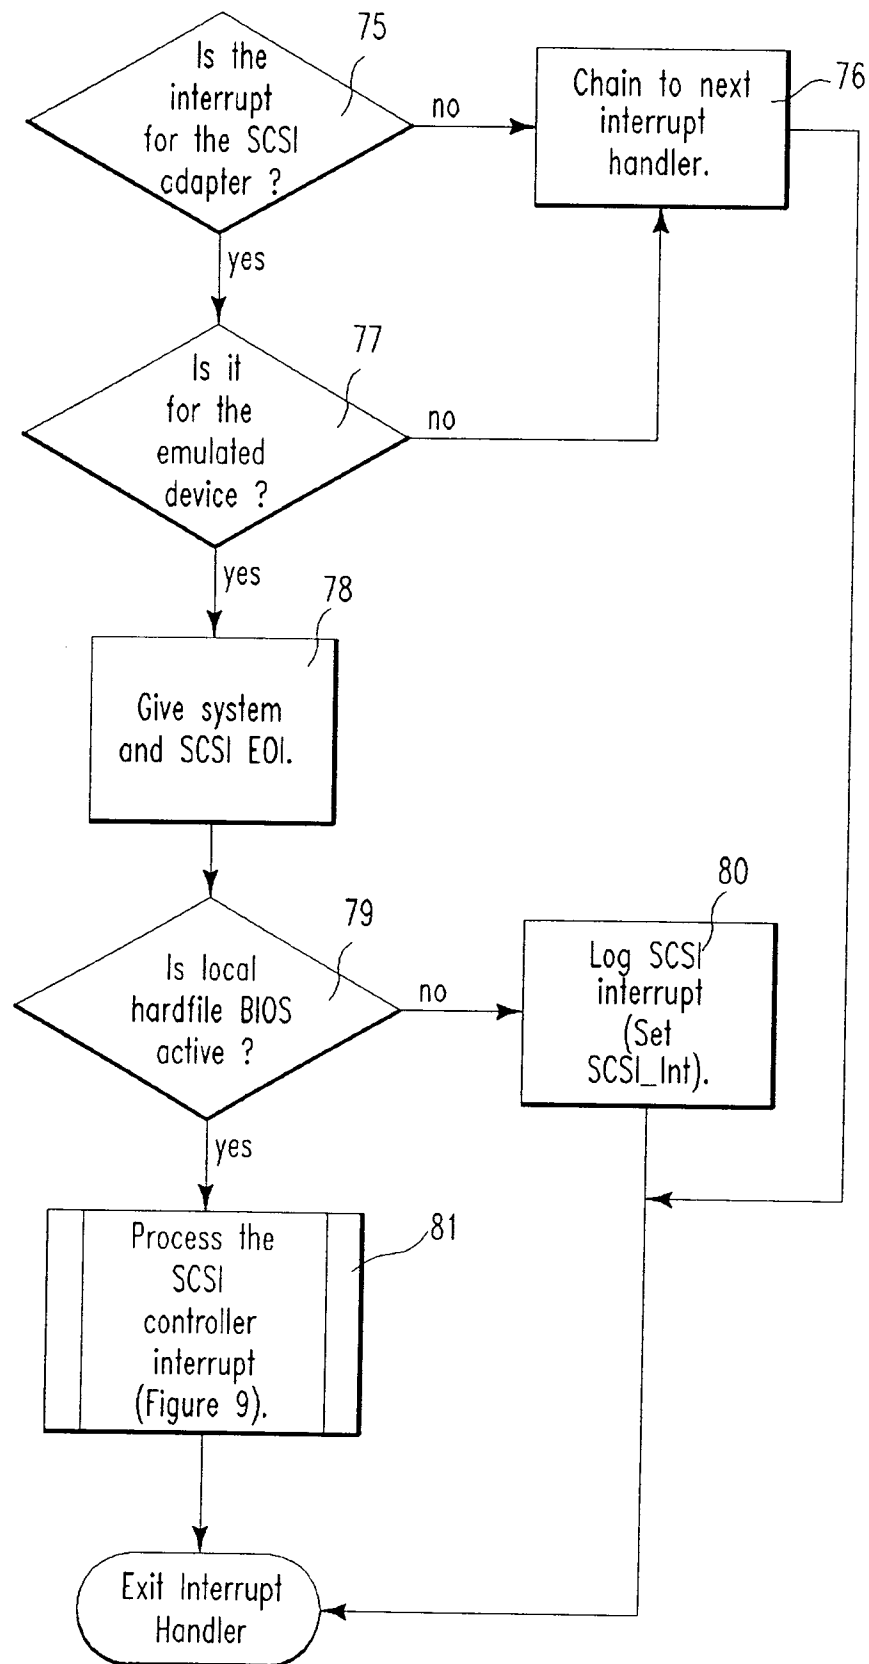 75
Is the
interrupt
for the SCSI
adapter ?
no
Chain to next
interrupt
handler.
76
yes
77
Is it
for the
emulated
device ?
no
yes
78
Give system
and SCSI EOI.
79
Is local
hardfile BIOS
active ?
no
80
Log SCSI
interrupt
(Set
SCSI_Int).
yes
81
Process the
SCSI
controller
interrupt
(Figure 9).
Exit Interrupt
Handler